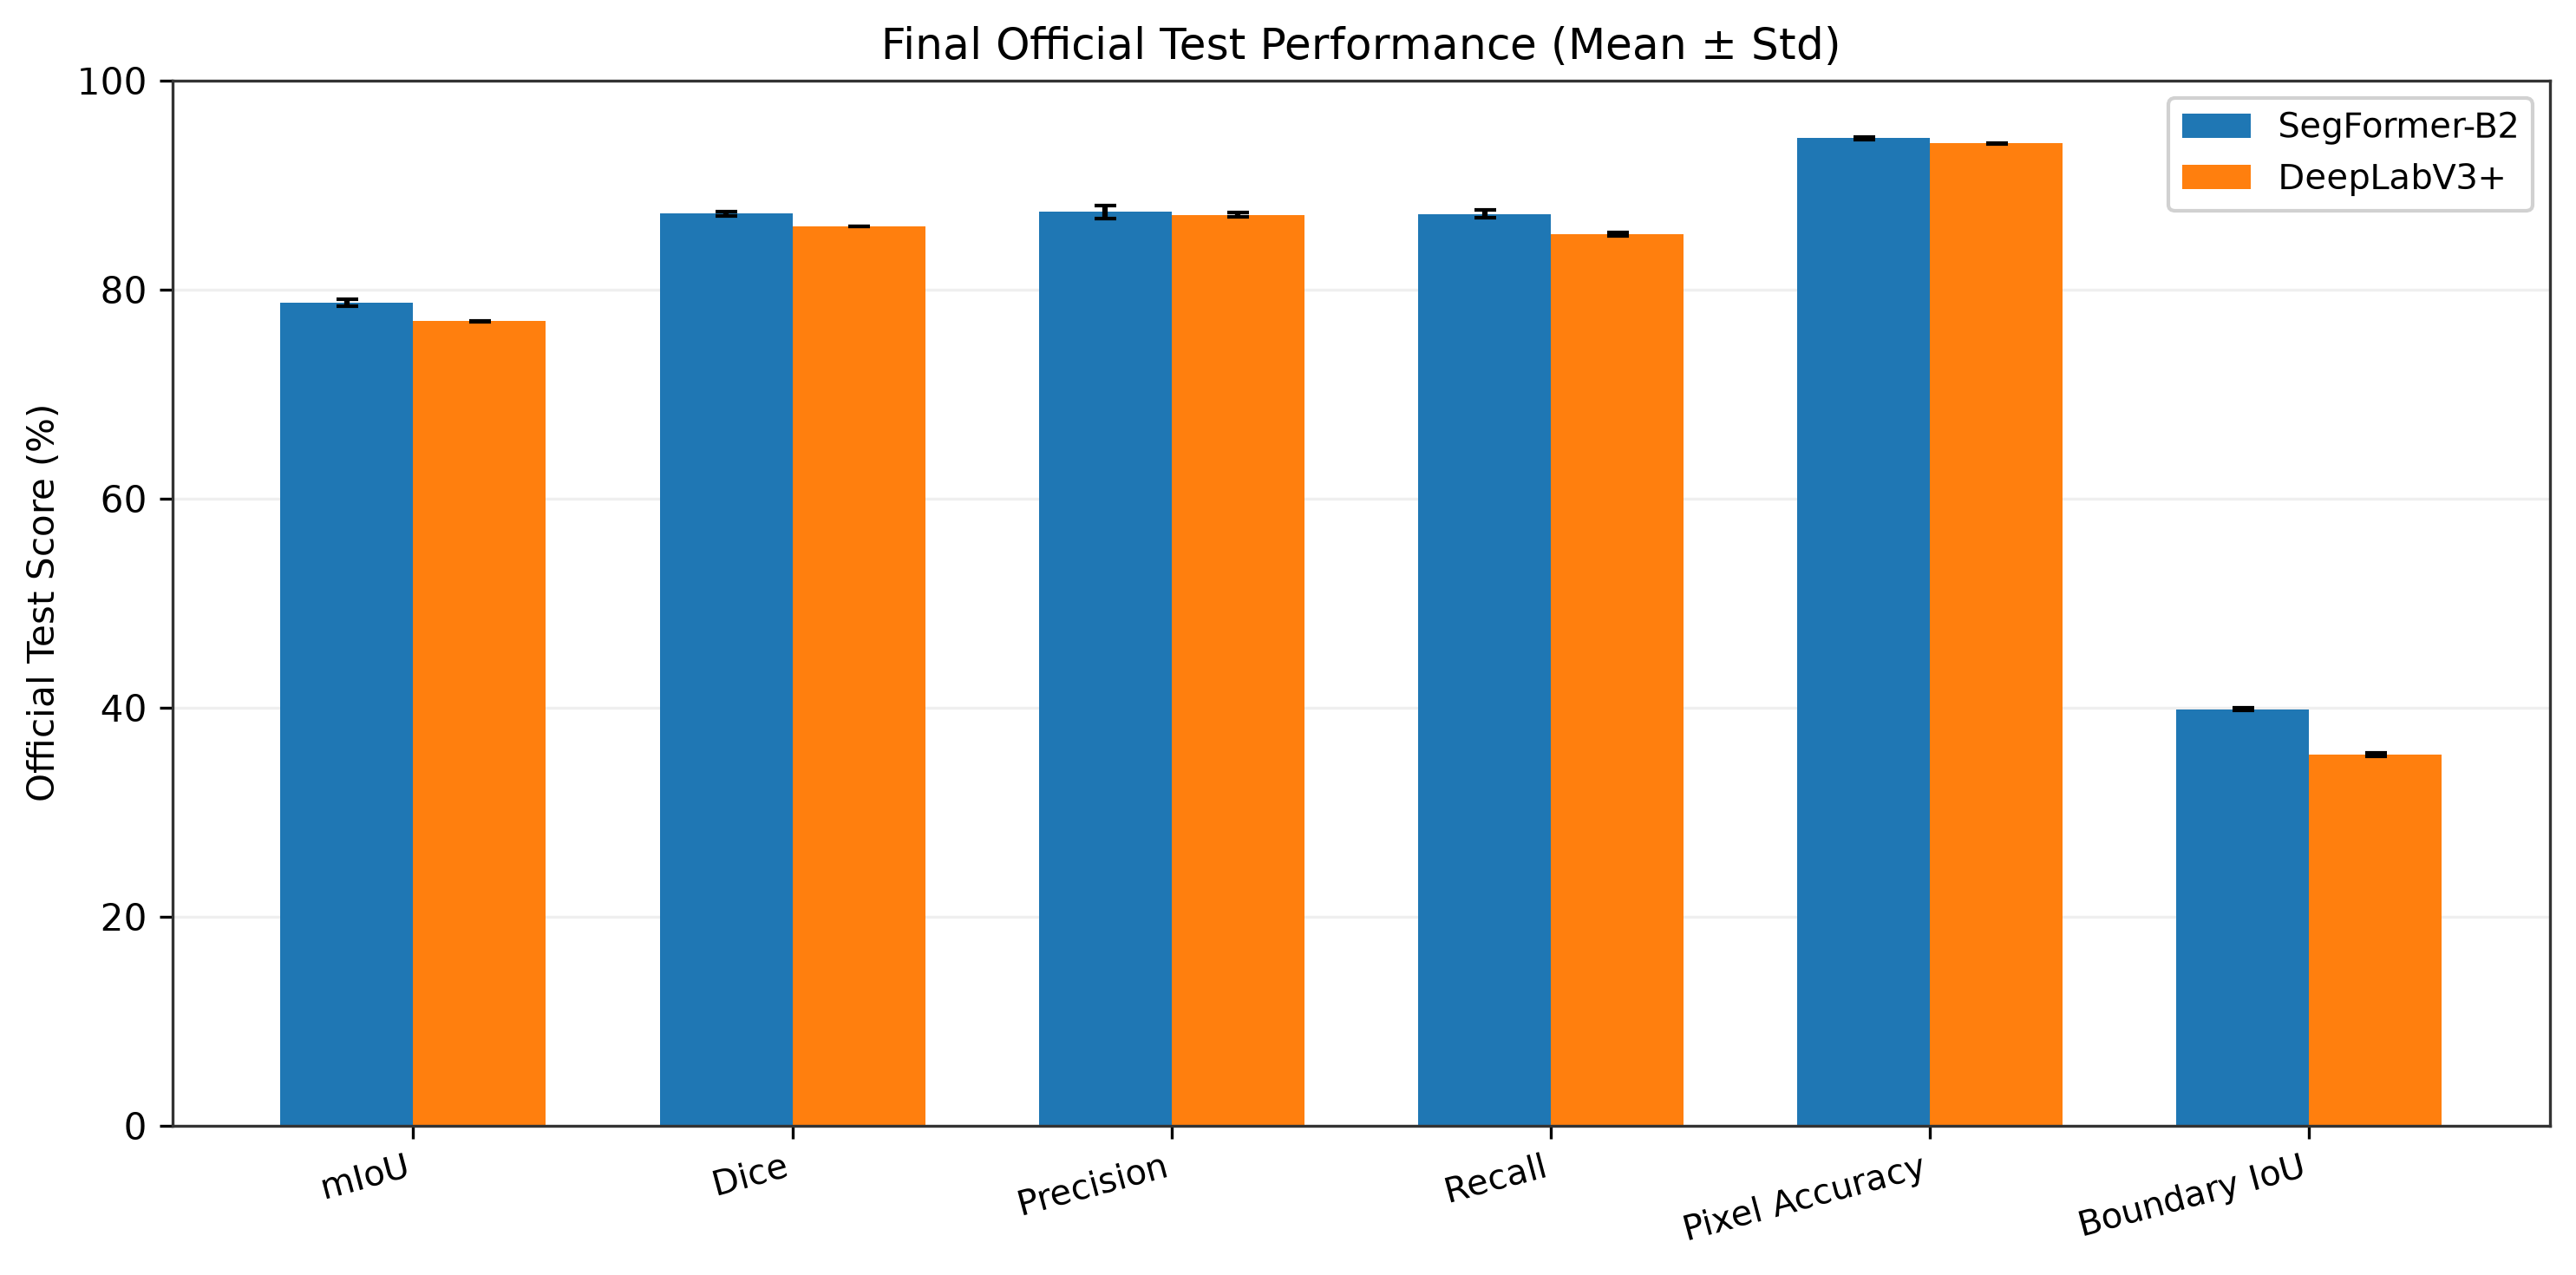 Final Official Test Performance (Mean ± Std)
SegFormer-B2
DeepLabV3+
Official Test Score (%)
100
80
60
40
20
0
mIoU
Dice
Precision
Recall
Pixel Accuracy
Boundary IoU